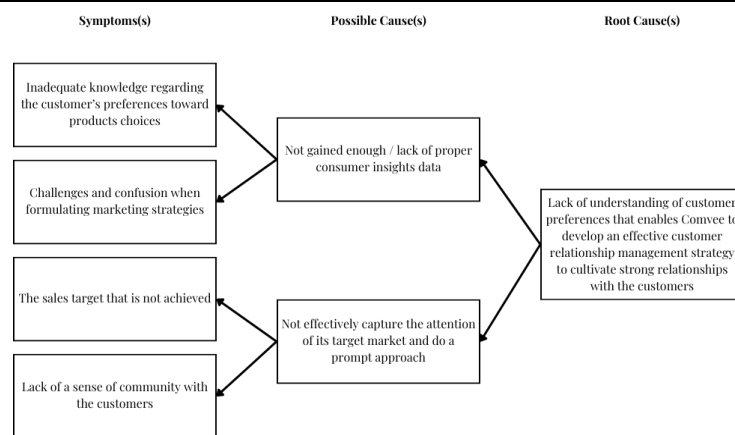 Symptoms(s)
Possible Cause(s)
Root Cause(s)
Inadequate knowledge regarding
the customer's preferences toward
products choices
Challenges and confusion when
formulating marketing strategies
The sales target that is not achieved
Lack of a sense of community with
the customers
Not gained enough / lack of proper
consumer insights data
Not effectively capture the attention
of its target market and do a
prompt approach
Lack of understanding of customer
preferences that enables Comvee to
develop an effective customer
relationship management strategy
to cultivate strong relationships
with the customers